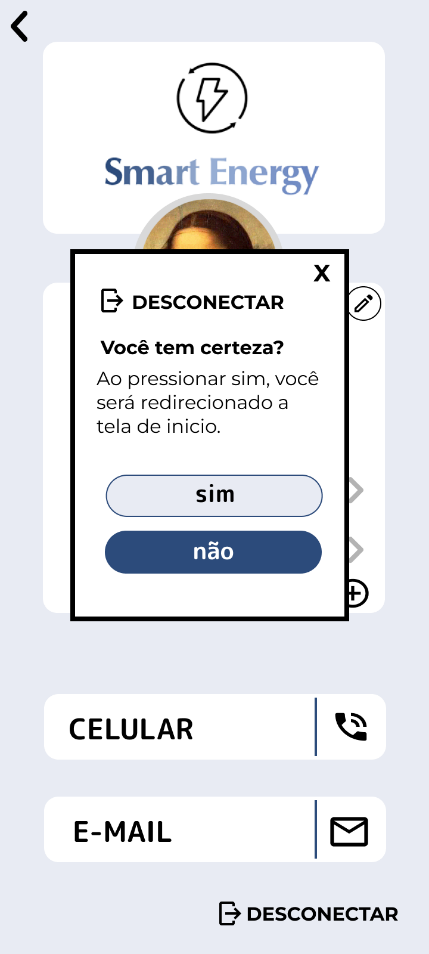 Smart Energy
X
DESCONECTAR
Você tem certeza?
Ao pressionar sim, você
será redirecionado a
tela de inicio.
sim
não
CELULAR
E-MAIL
DESCONECTAR